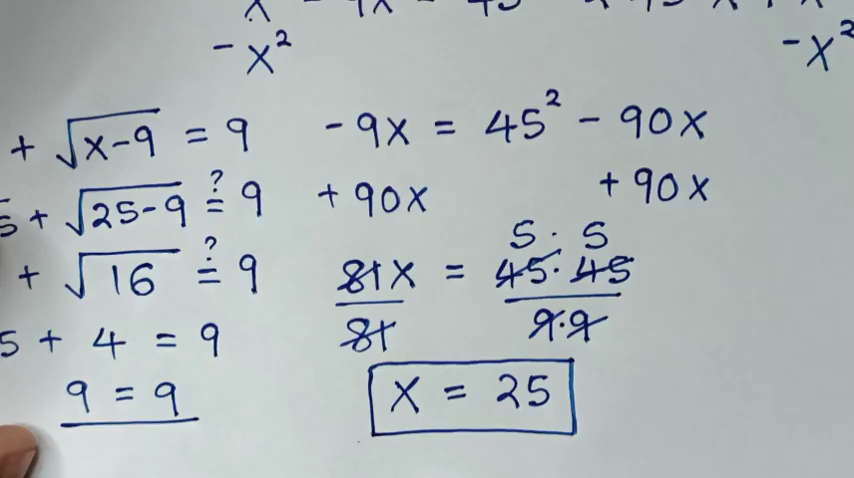 - x² - x²
+ √x-9 = 9
5 + √25-9 ≟ 9
+ √16 ≟ 9
5 + 4 = 9
9 = 9
- 9x = 45² - 90x
+ 90x + 90x
5 · 5
81x = 45 · 45
81 9 · 9
x = 25